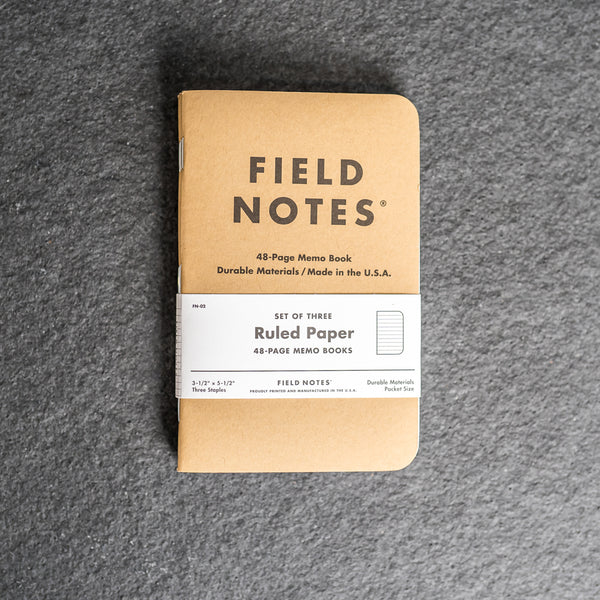 FIELD
NOTES®
48-Page Memo Book
Durable Materials / Made in the U.S.A.
FN-02
SET OF THREE
Ruled Paper
48-PAGE MEMO BOOKS
3-1/2" × 5-1/2"
Three Staples
FIELD NOTES™
PROUDLY PRINTED AND MANUFACTURED IN THE U.S.A.
Durable Materials
Pocket Size